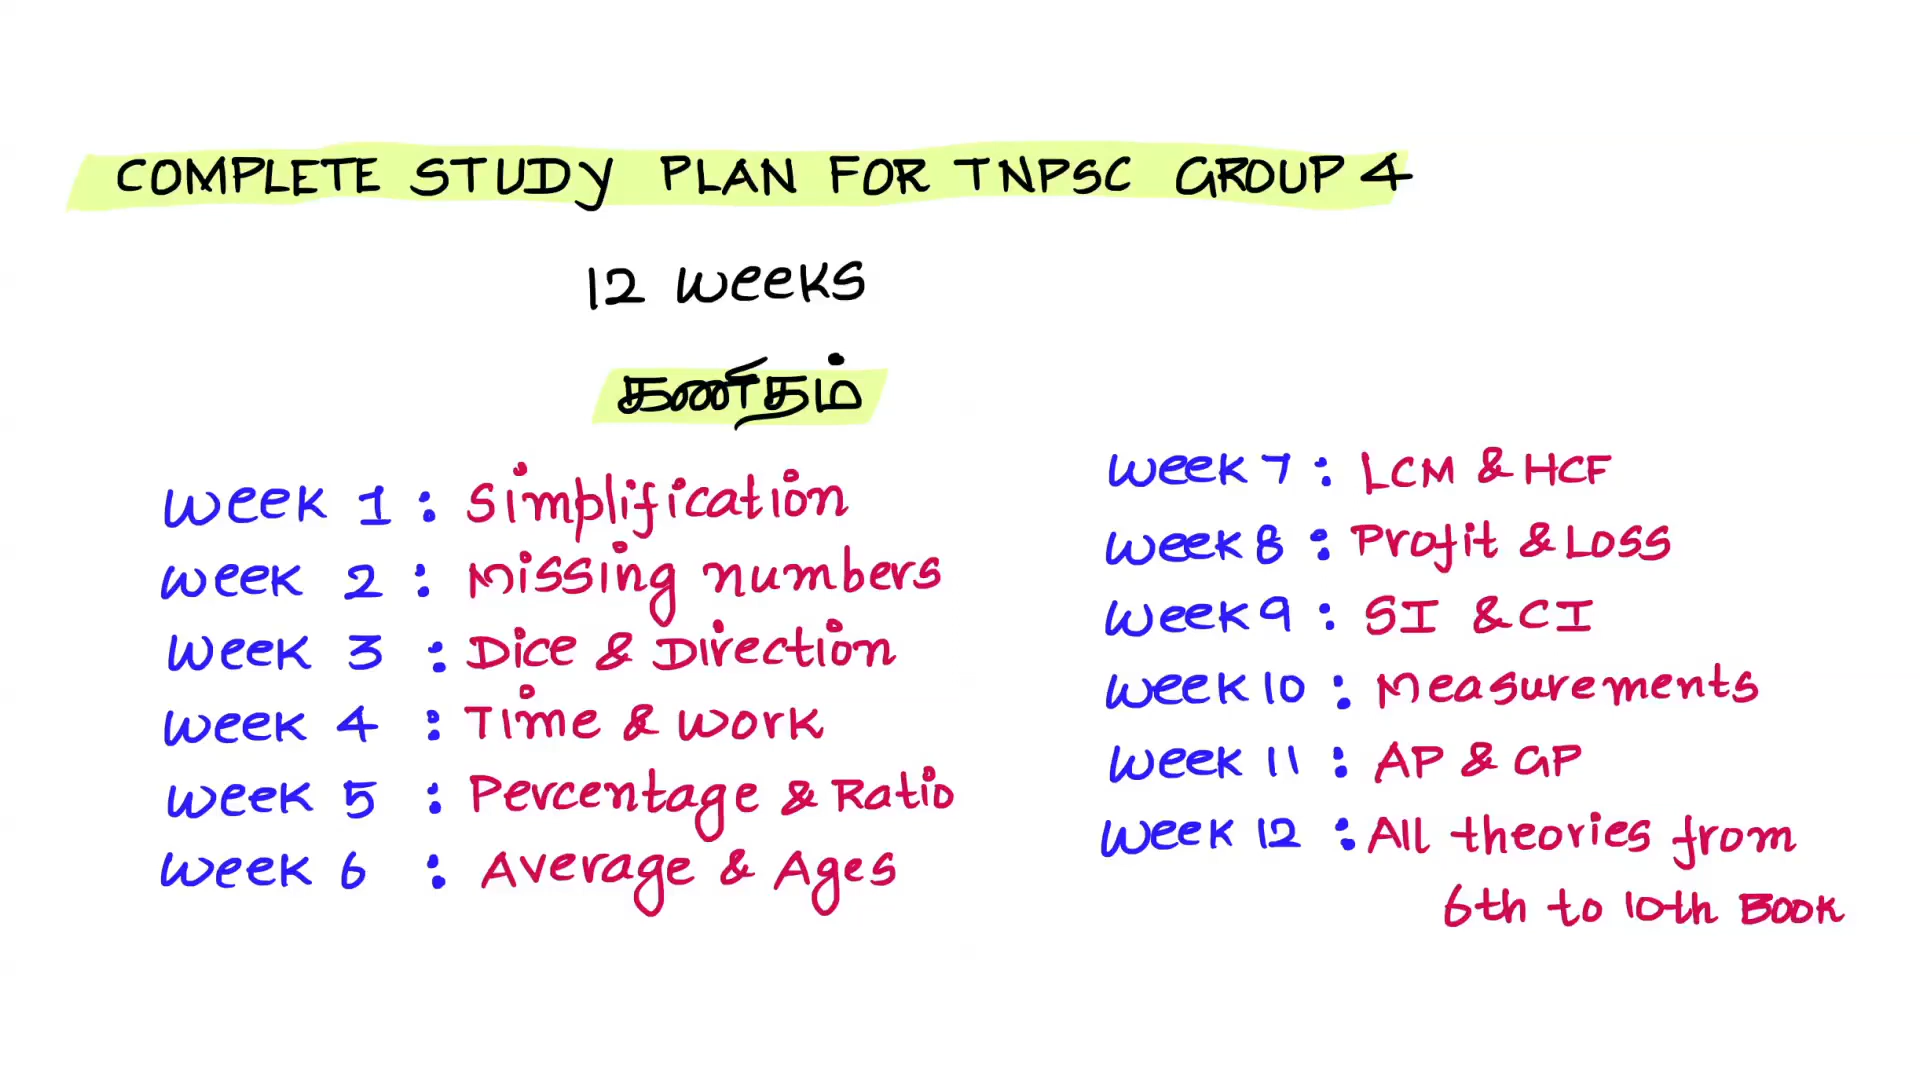 COMPLETE STUDY PLAN FOR TNPSC GROUP 4
12 weeks
கணிதம்
week 1 : Simplification
week 2 : Missing numbers
week 3 : Dice & Direction
week 4 : Time & work
week 5 : Percentage & Ratio
week 6 : Average & Ages
week 7 : LCM & HCF
week 8 : Profit & Loss
week 9 : SI & CI
week 10 : Measurements
week 11 : AP & GP
week 12 : All theories from
6th to 10th Book